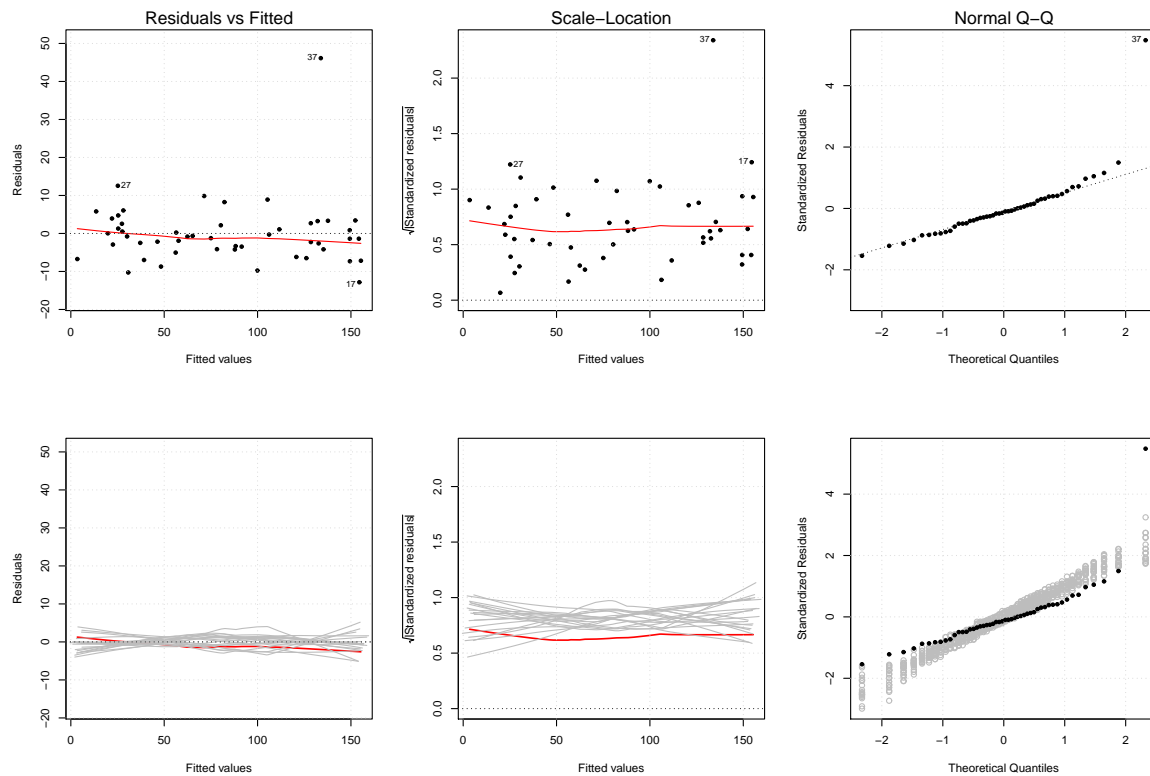 Residuals vs Fitted
Residuals
−20 −10 0 10 20 30 40 50
37
27
17
0 50 100 150
Fitted values
Scale−Location
√|Standardized residuals|
0.0 0.5 1.0 1.5 2.0
37
27
17
0 50 100 150
Fitted values
Normal Q−Q
Standardized Residuals
−2 0 2 4
37
−2 −1 0 1 2
Theoretical Quantiles
Residuals
−20 −10 0 10 20 30 40 50
0 50 100 150
Fitted values
√|Standardized residuals|
0.0 0.5 1.0 1.5 2.0
0 50 100 150
Fitted values
Standardized Residuals
−2 0 2 4
−2 −1 0 1 2
Theoretical Quantiles